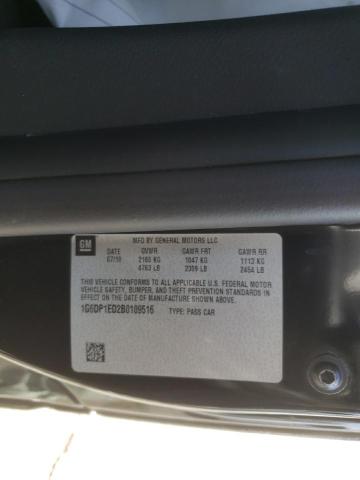 MFD BY GENERAL MOTORS LLC
GM DATE GVWR GAWR FRT GAWR RR
07/10 2160 KG 1047 KG 1113 KG
4763 LB 2309 LB 2454 LB
THIS VEHICLE CONFORMS TO ALL APPLICABLE U.S. FEDERAL MOTOR
VEHICLE SAFETY, BUMPER, AND THEFT PREVENTION STANDARDS IN
EFFECT ON THE DATE OF MANUFACTURE SHOWN ABOVE.
1G6DP1ED2B0109516 TYPE: PASS CAR